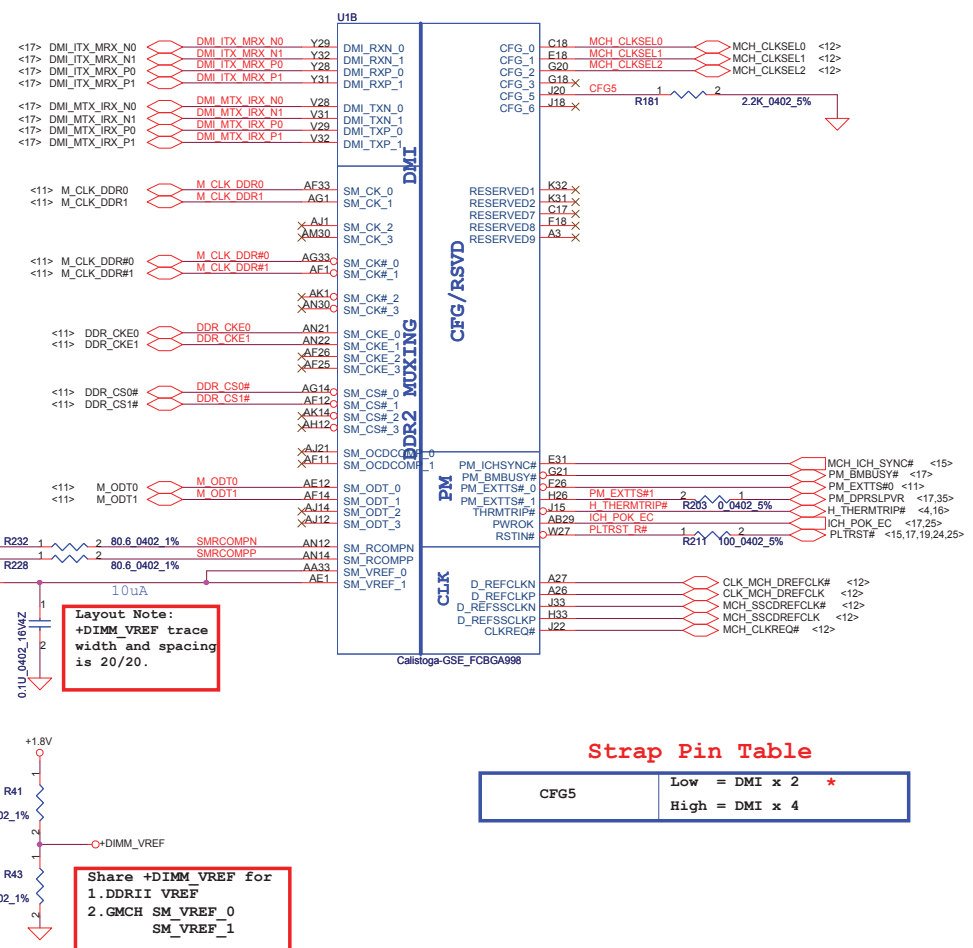 U1B
<17> DMI_ITX_MRX_N0 DMI_ITX_MRX_N0 Y29 DMI_RXN_0
<17> DMI_ITX_MRX_N1 DMI_ITX_MRX_N1 Y32 DMI_RXN_1
<17> DMI_ITX_MRX_P0 DMI_ITX_MRX_P0 Y28 DMI_RXP_0
<17> DMI_ITX_MRX_P1 DMI_ITX_MRX_P1 Y31 DMI_RXP_1
<17> DMI_MTX_IRX_N0 DMI_MTX_IRX_N0 V28 DMI_TXN_0
<17> DMI_MTX_IRX_N1 DMI_MTX_IRX_N1 V31 DMI_TXN_1
<17> DMI_MTX_IRX_P0 DMI_MTX_IRX_P0 V29 DMI_TXP_0
<17> DMI_MTX_IRX_P1 DMI_MTX_IRX_P1 V32 DMI_TXP_1
DMI
<11> M_CLK_DDR0 M_CLK_DDR0 AF33 SM_CK_0
<11> M_CLK_DDR1 M_CLK_DDR1 AG1 SM_CK_1
AJ1 SM_CK_2
AM30 SM_CK_3
<11> M_CLK_DDR#0 M_CLK_DDR#0 AG33 SM_CK#_0
<11> M_CLK_DDR#1 M_CLK_DDR#1 AF1 SM_CK#_1
AK1 SM_CK#_2
AN30 SM_CK#_3
<11> DDR_CKE0 DDR_CKE0 AN21 SM_CKE_0
<11> DDR_CKE1 DDR_CKE1 AN22 SM_CKE_1
AF26 SM_CKE_2
AF25 SM_CKE_3
<11> DDR_CS0# DDR_CS0# AG14 SM_CS#_0
<11> DDR_CS1# DDR_CS1# AF12 SM_CS#_1
AK14 SM_CS#_2
AH12 SM_CS#_3
AJ21 SM_OCDCOMP_0
AF11 SM_OCDCOMP_1
<11> M_ODT0 M_ODT0 AE12 SM_ODT_0
<11> M_ODT1 M_ODT1 AF14 SM_ODT_1
AJ14 SM_ODT_2
AJ12 SM_ODT_3
R232 1 2 80.6_0402_1% SMRCOMPN AN12 SM_RCOMPN
R228 1 2 80.6_0402_1% SMRCOMPP AN14 SM_RCOMPP
AA33 SM_VREF_0
AE1 SM_VREF_1
10uA
DDR2 MUXING
CFG_0 C18 MCH_CLKSEL0 MCH_CLKSEL0 <12>
CFG_1 E18 MCH_CLKSEL1 MCH_CLKSEL1 <12>
CFG_2 G20 MCH_CLKSEL2 MCH_CLKSEL2 <12>
CFG_3 G18
CFG_5 J20 CFG5 R181 1 2 2.2K_0402_5%
CFG_6 J18
RESERVED1 K32
RESERVED2 K31
RESERVED7 C17
RESERVED8 F18
RESERVED9 A3
CFG/RSVD
PM_ICHSYNC# E31 MCH_ICH_SYNC# <15>
PM_BMBUSY# G21 PM_BMBUSY# <17>
PM_EXTTS#_0 F26 PM_EXTTS#0 <11>
PM_EXTTS#_1 H26 PM_EXTTS#1 R203 2 1 0_0402_5% PM_DPRSLPVR <17,35>
THRMTRIP# J15 H_THERMTRIP# H_THERMTRIP# <4,16>
PWROK AB29 ICH_POK_EC ICH_POK_EC <17,25>
RSTIN# W27 PLTRST_R# R211 1 2 100_0402_5% PLTRST# <15,17,19,24,25>
PM
D_REFCLKN A27 CLK_MCH_DREFCLK# <12>
D_REFCLKP A26 CLK_MCH_DREFCLK <12>
D_REFSSCLKN J33 MCH_SSCDREFCLK# <12>
D_REFSSCLKP H33 MCH_SSCDREFCLK <12>
CLKREQ# J22 MCH_CLKREQ# <12>
CLK
Calistoga-GSE_FCBGA998
0.1U_0402_16V4Z
1
2
Layout Note:
+DIMM_VREF trace
width and spacing
is 20/20.
+1.8V
1
R41
02_1%
2
+DIMM_VREF
1
R43
02_1%
2
Share +DIMM_VREF for
1.DDRII VREF
2.GMCH SM_VREF_0
SM_VREF_1
Strap Pin Table
CFG5
Low = DMI x 2 *
High = DMI x 4